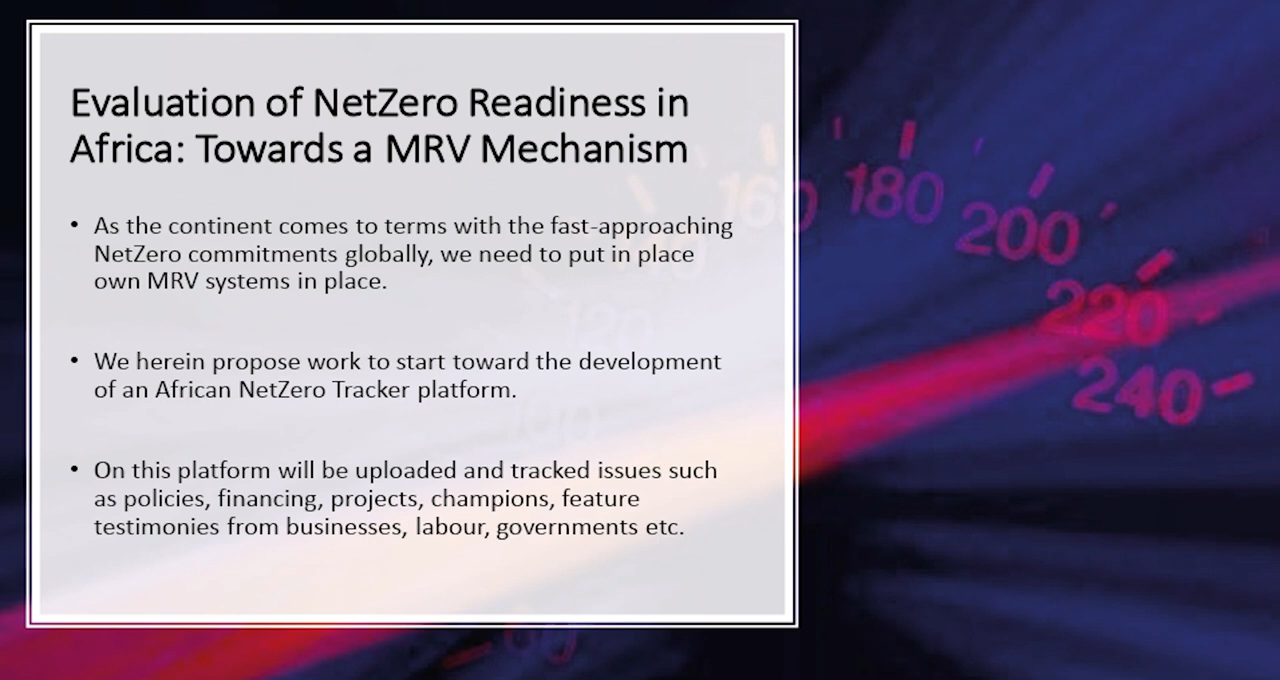 Evaluation of NetZero Readiness in
Africa: Towards a MRV Mechanism
• As the continent comes to terms with the fast-approaching
NetZero commitments globally, we need to put in place
own MRV systems in place.
• We herein propose work to start toward the development
of an African NetZero Tracker platform.
• On this platform will be uploaded and tracked issues such
as policies, financing, projects, champions, feature
testimonies from businesses, labour, governments etc.
160
180
200
220
240
120
100